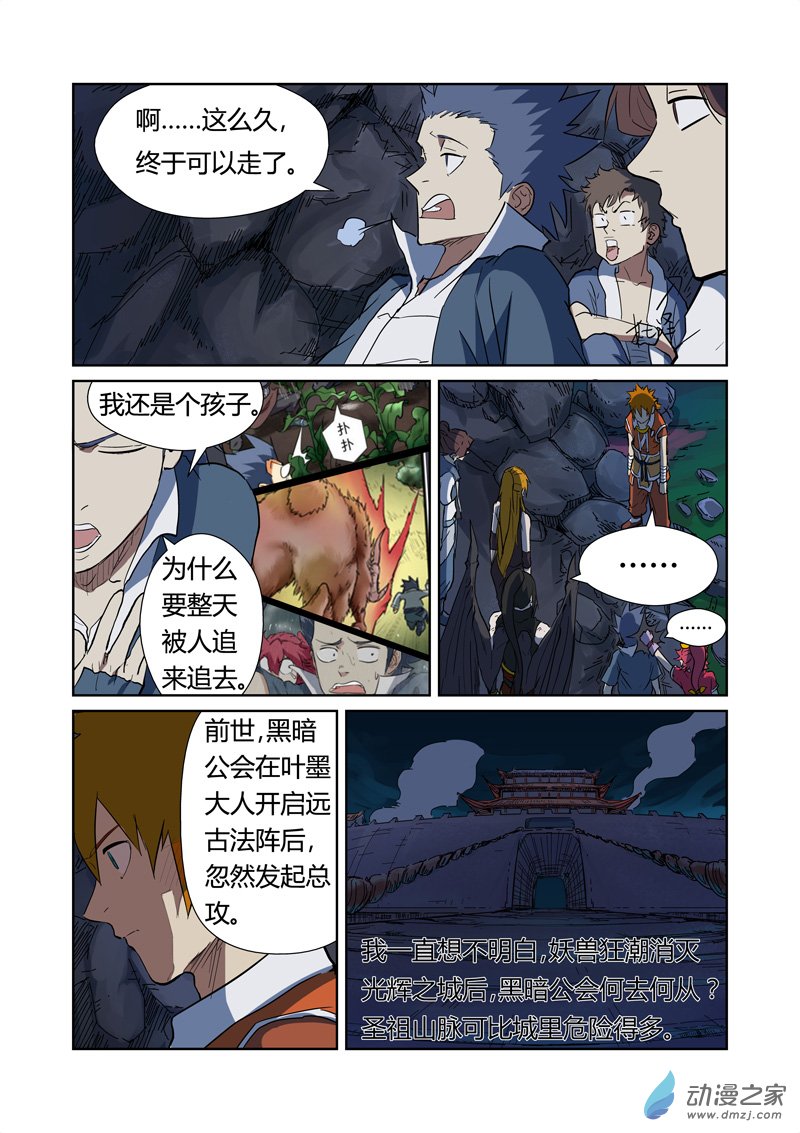 啊……这么久，
终于可以走了。
杜泽
我还是个孩子。
扑
扑
为什么
要整天
被人追
来追去。
……
……
前世，黑暗
公会在叶墨
大人开启远
古法阵后，
忽然发起总
攻。
我一直想不明白，妖兽狂潮消灭
光辉之城后，黑暗公会何去何从？
圣祖山脉可比城里危险得多。
动漫之家
www.dmzj.com